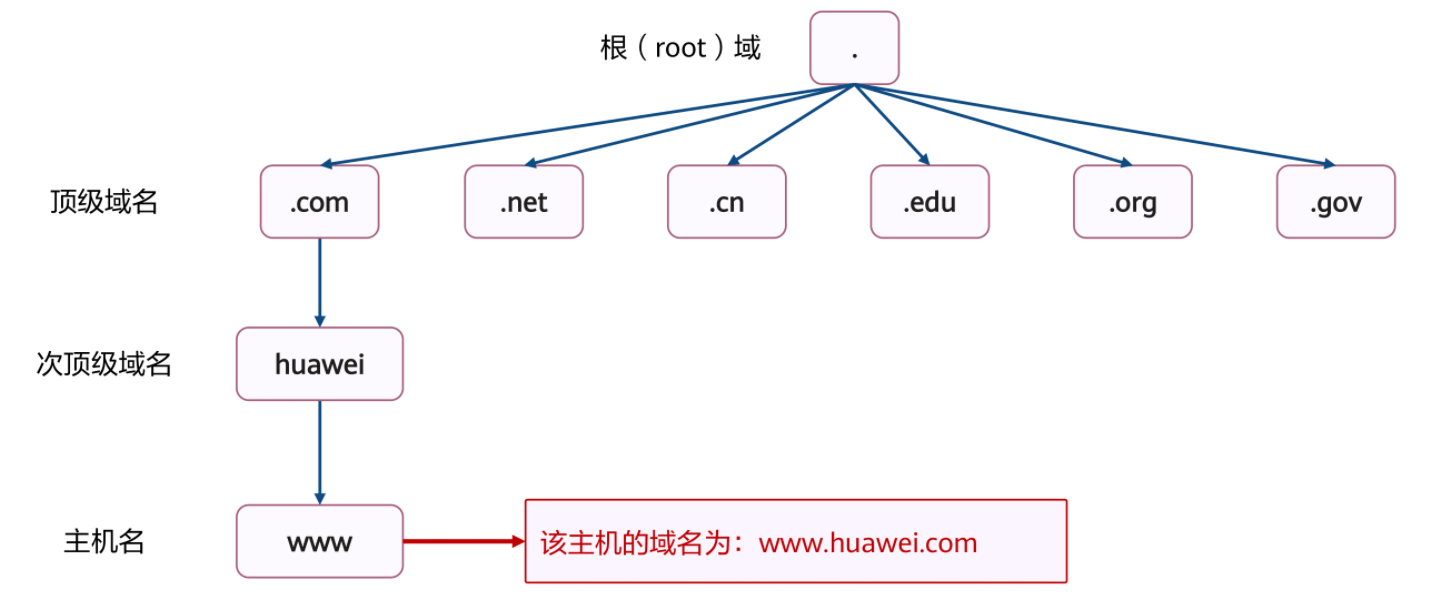 根（root）域
.
顶级域名
.com
.net
.cn
.edu
.org
.gov
次顶级域名
huawei
主机名
www
该主机的域名为：www.huawei.com